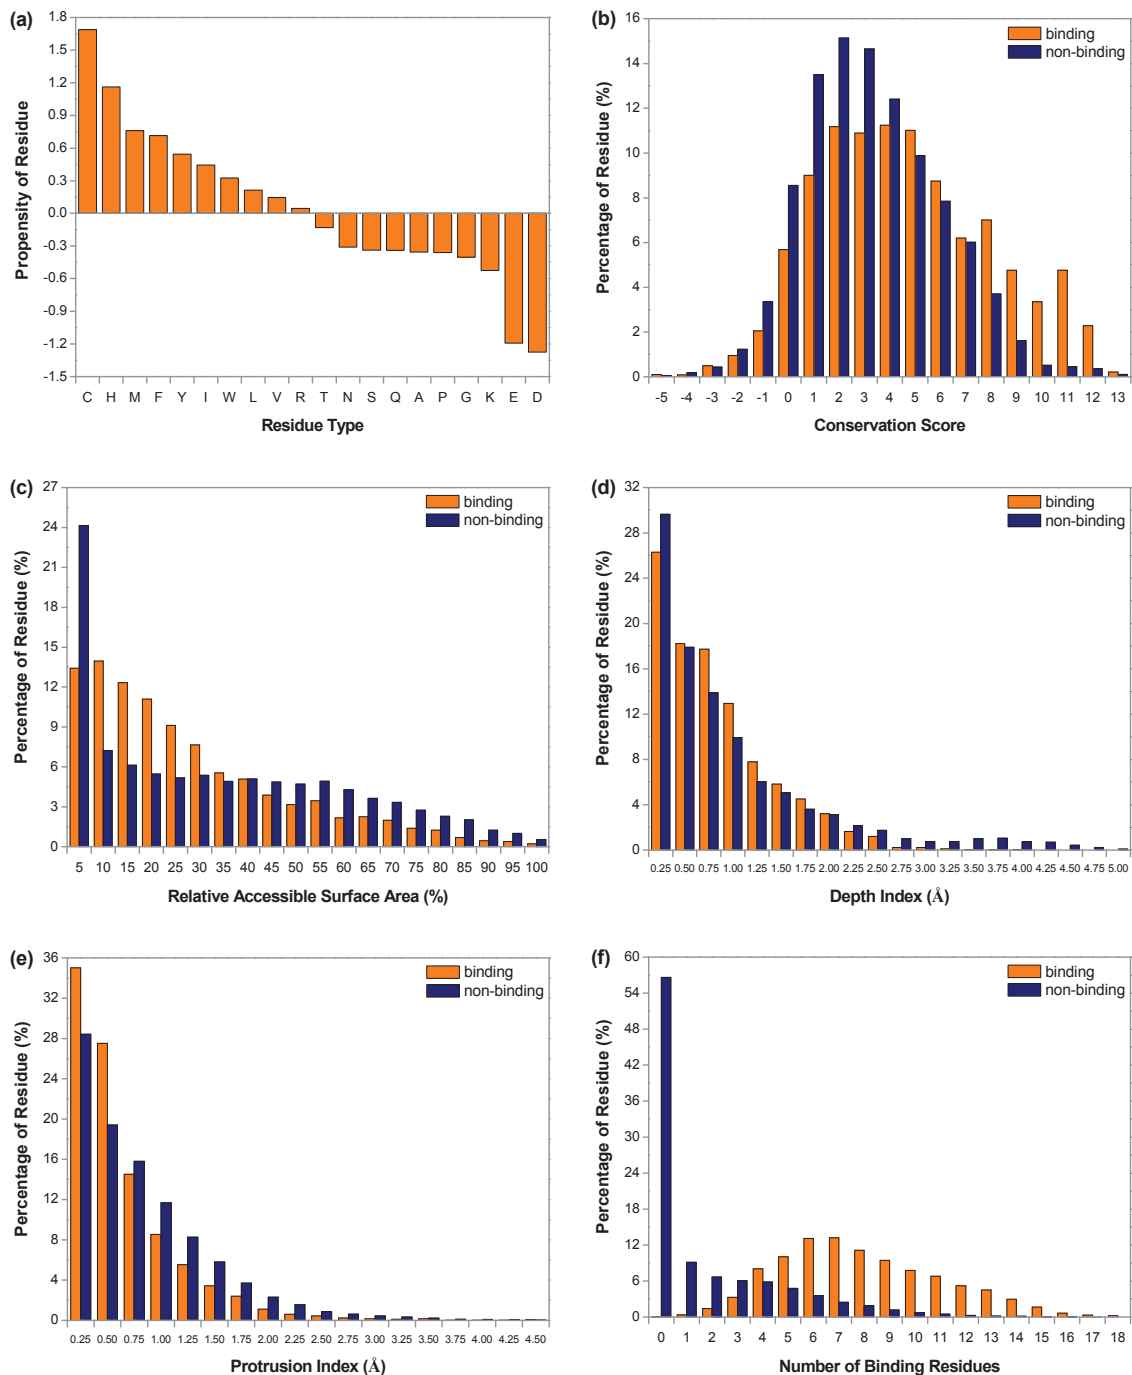 (a)
1.8
1.5
1.2
0.9
0.6
0.3
0.0
-0.3
-0.6
-0.9
-1.2
-1.5
Propensity of Residue
C H M F Y I W L V R T N S Q A P G K E D
Residue Type
(b)
16
14
12
10
8
6
4
2
0
Percentage of Residue (%)
binding
non-binding
-5 -4 -3 -2 -1 0 1 2 3 4 5 6 7 8 9 10 11 12 13
Conservation Score
(c)
27
24
21
18
15
12
9
6
3
0
Percentage of Residue (%)
binding
non-binding
5 10 15 20 25 30 35 40 45 50 55 60 65 70 75 80 85 90 95 100
Relative Accessible Surface Area (%)
(d)
32
28
24
20
16
12
8
4
0
Percentage of Residue (%)
binding
non-binding
0.25 0.50 0.75 1.00 1.25 1.50 1.75 2.00 2.25 2.50 2.75 3.00 3.25 3.50 3.75 4.00 4.25 4.50 4.75 5.00
Depth Index (Å)
(e)
36
32
28
24
20
16
12
8
4
0
Percentage of Residue (%)
binding
non-binding
0.25 0.50 0.75 1.00 1.25 1.50 1.75 2.00 2.25 2.50 2.75 3.00 3.25 3.50 3.75 4.00 4.25 4.50
Protrusion Index (Å)
(f)
60
54
48
42
36
30
24
18
12
6
0
Percentage of Residue (%)
binding
non-binding
0 1 2 3 4 5 6 7 8 9 10 11 12 13 14 15 16 17 18
Number of Binding Residues